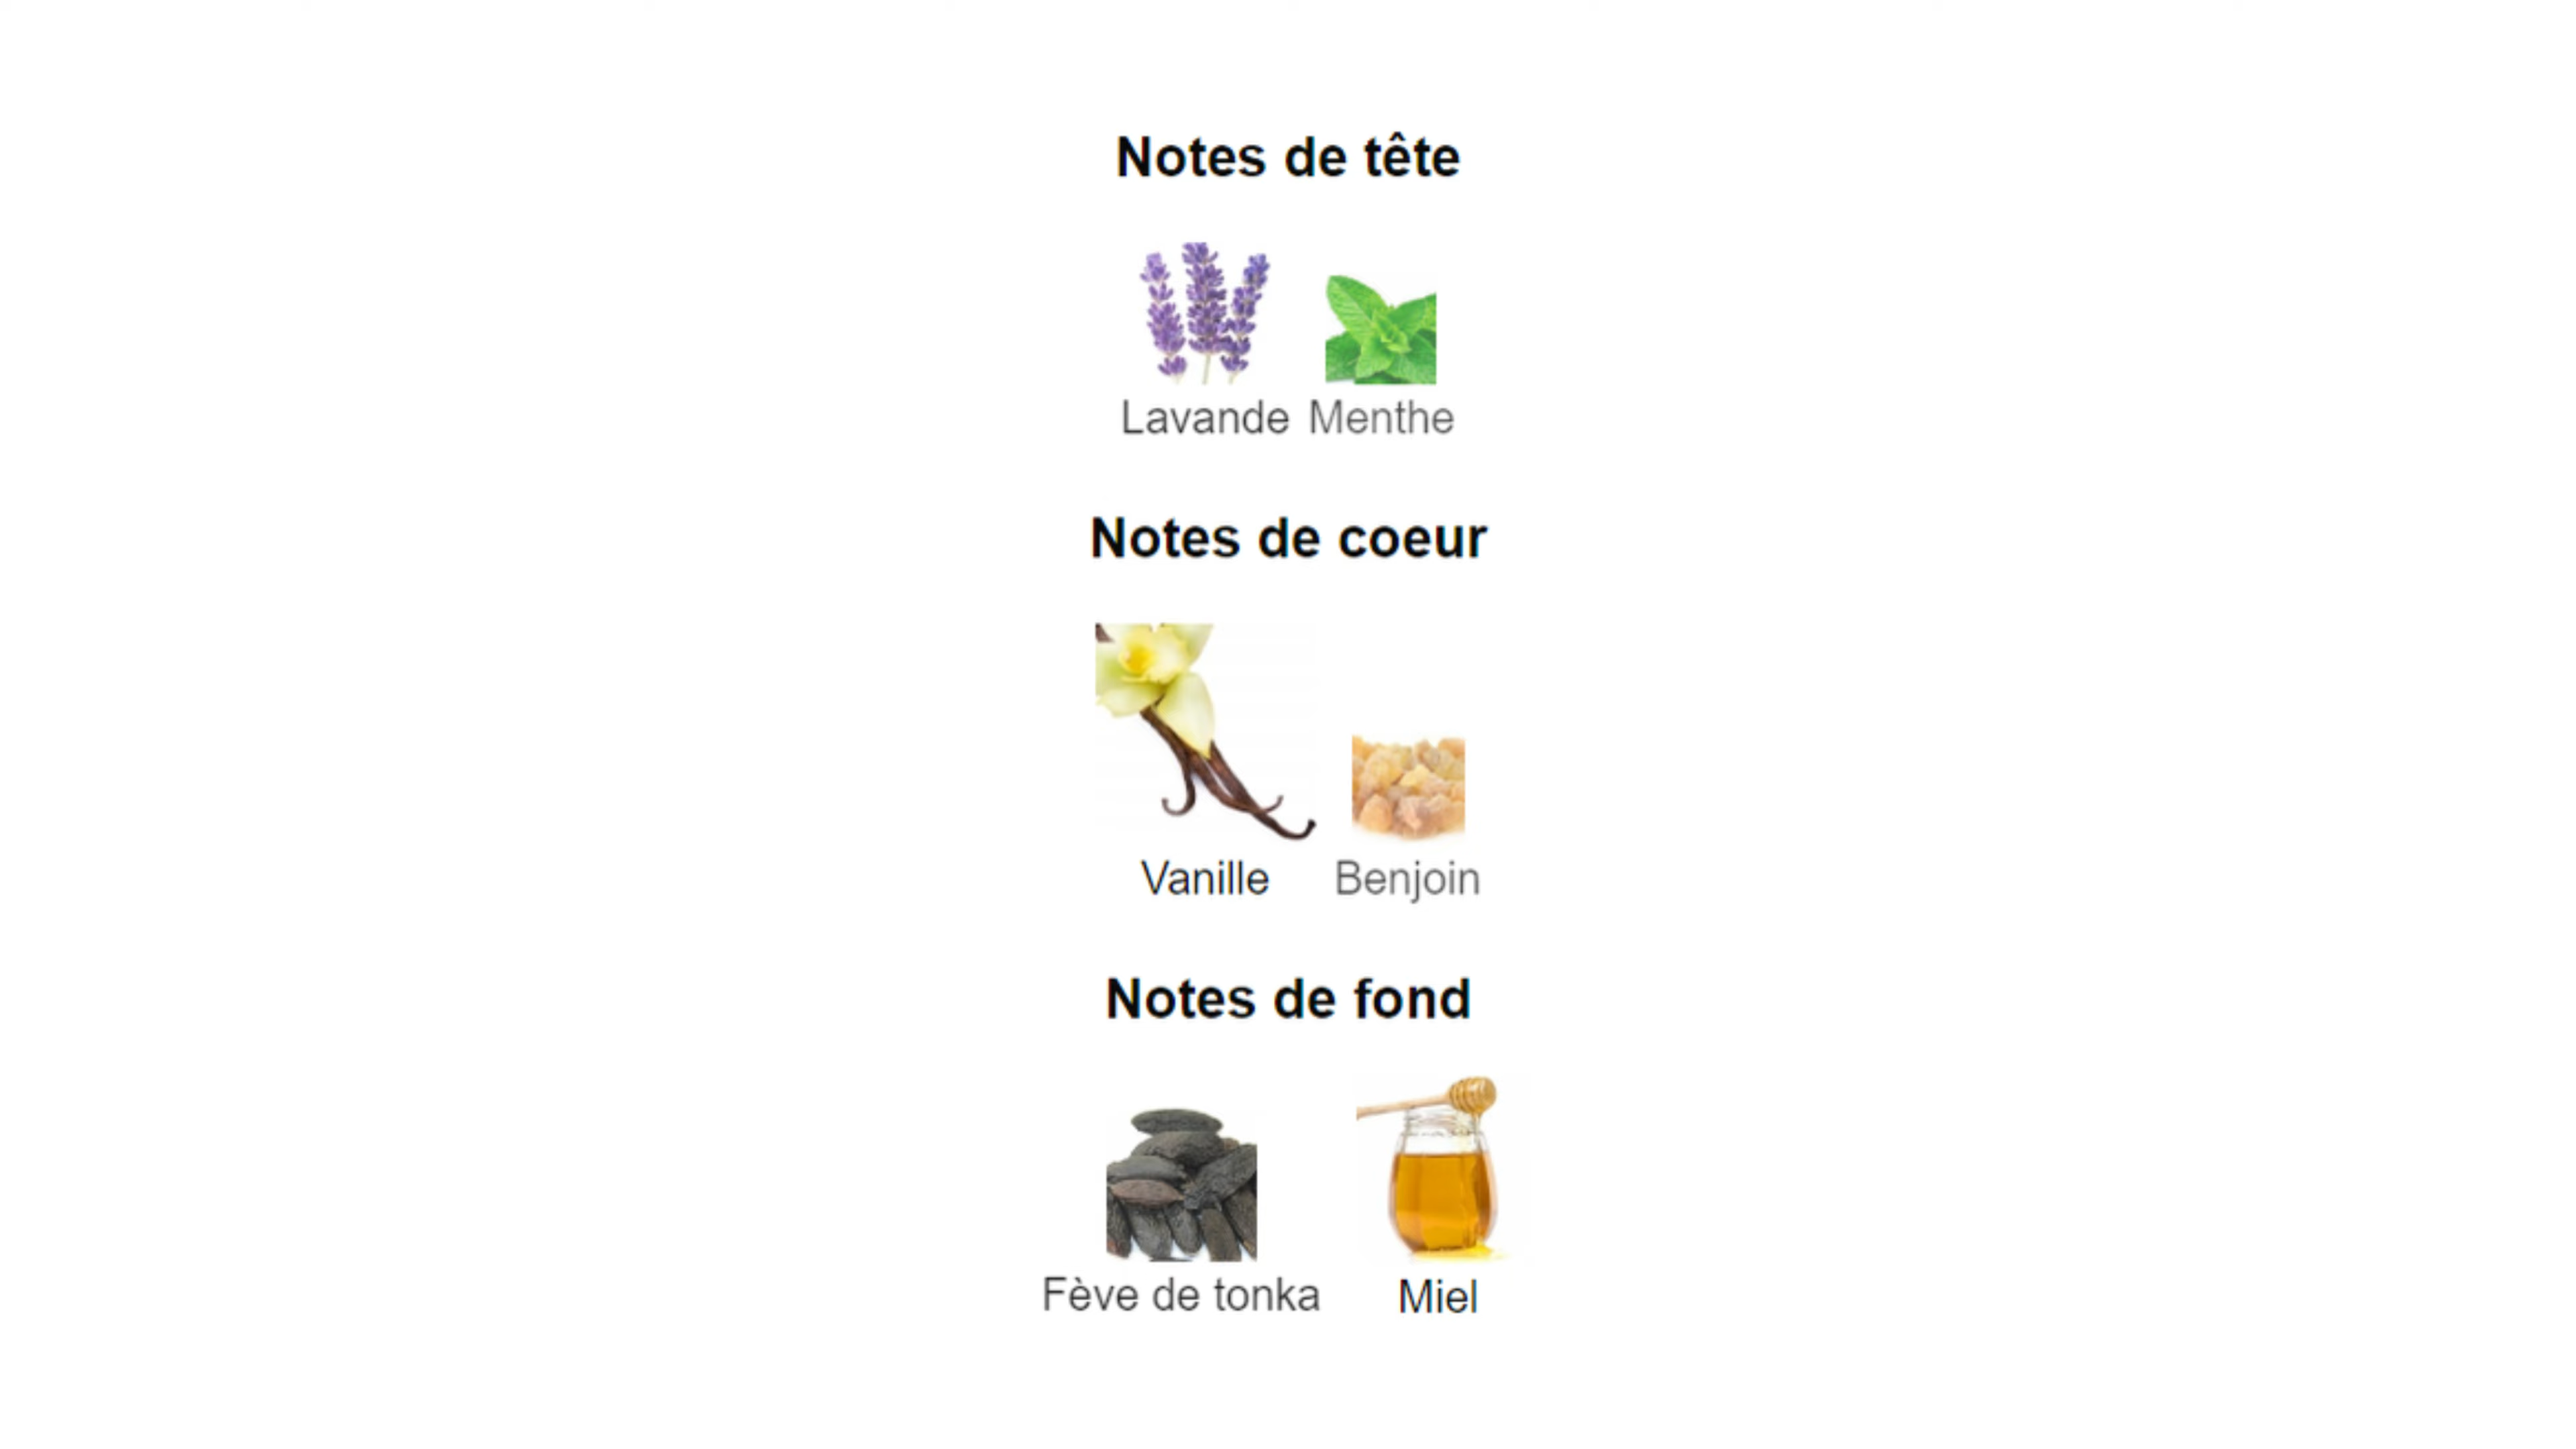 Notes de tête
Lavande Menthe
Notes de coeur
Vanille Benjoin
Notes de fond
Fève de tonka Miel